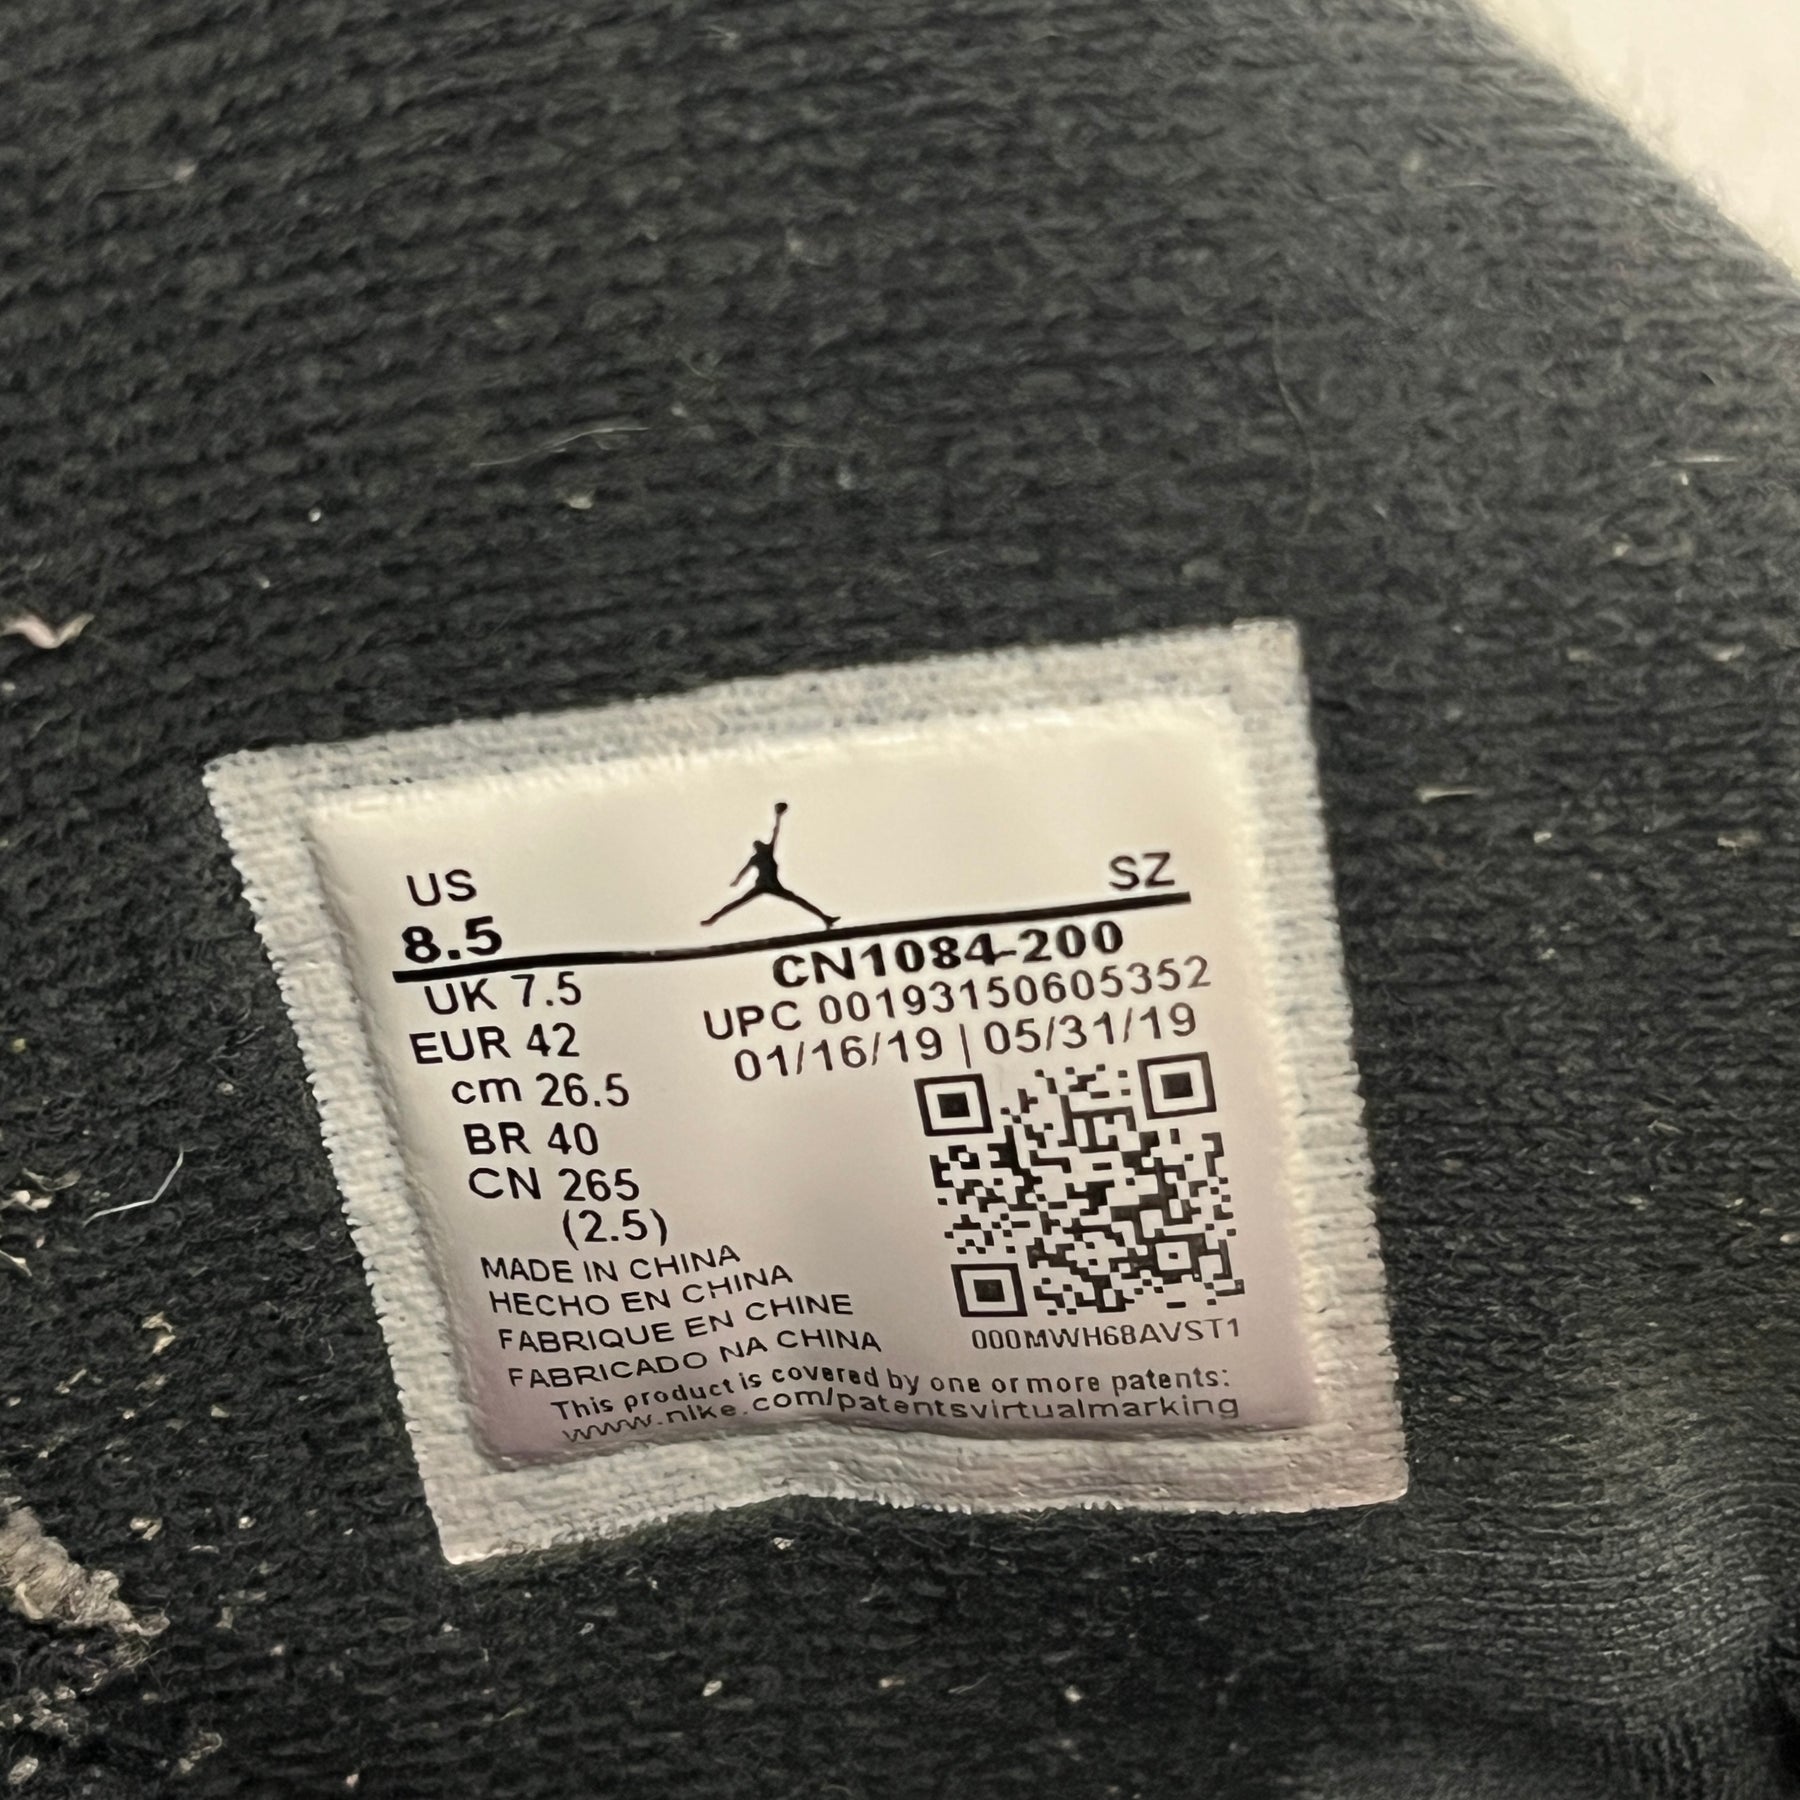 US
SZ
8.5
CN1084-200
UK 7.5
UPC 00193150605352
EUR 42
01/16/19 | 05/31/19
cm 26.5
BR 40
CN 265
(2.5)
MADE IN CHINA
HECHO EN CHINA
FABRIQUE EN CHINE
FABRICADO NA CHINA
000MWH68AVST1
This product is covered by one or more patents:
www.nike.com/patentsvirtualmarking